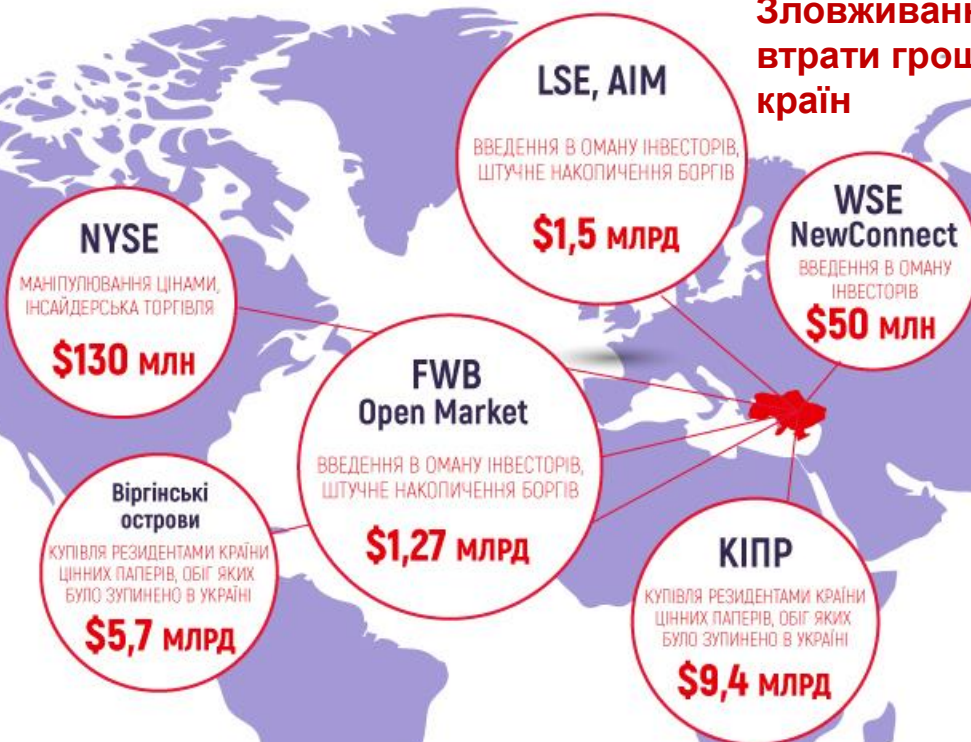 втрати грош
країн
LSE, AIM
ВВЕДЕННЯ В ОМАНУ ІНВЕСТОРІВ,
ШТУЧНЕ НАКОПИЧЕННЯ БОРГІВ
$1,5 МЛРД
WSE
NewConnect
ВВЕДЕННЯ В ОМАНУ
ІНВЕСТОРІВ
$50 МЛН
NYSE
МАНІПУЛЮВАННЯ ЦІНАМИ,
ІНСАЙДЕРСЬКА ТОРГІВЛЯ
$130 МЛН
FWB
Open Market
ВВЕДЕННЯ В ОМАНУ ІНВЕСТОРІВ,
ШТУЧНЕ НАКОПИЧЕННЯ БОРГІВ
$1,27 МЛРД
Віргінські
острови
КУПІВЛЯ РЕЗИДЕНТАМИ КРАЇНИ
ЦІННИХ ПАПЕРІВ, ОБІГ ЯКИХ
БУЛО ЗУПИНЕНО В УКРАЇНІ
$5,7 МЛРД
КІПР
КУПІВЛЯ РЕЗИДЕНТАМИ КРАЇНИ
ЦІННИХ ПАПЕРІВ, ОБІГ ЯКИХ
БУЛО ЗУПИНЕНО В УКРАЇНІ
$9,4 МЛРД